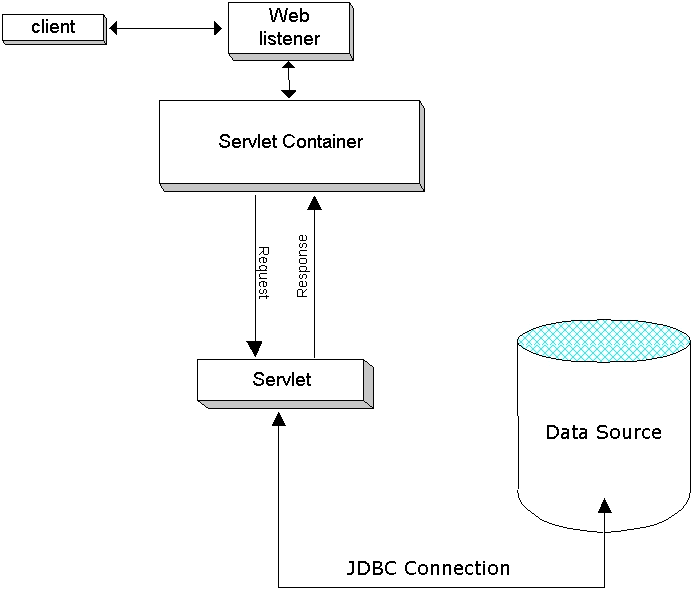 client
Web
listener
Servlet Container
Request
Response
Servlet
Data Source
JDBC Connection